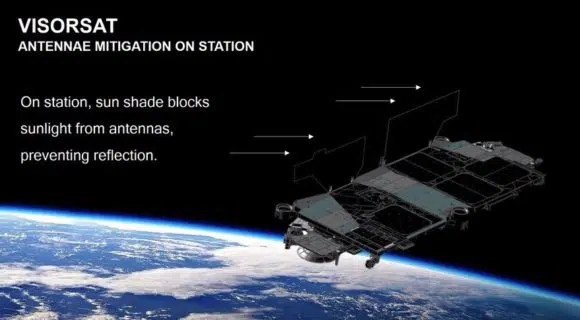 VISORSAT
ANTENNAE MITIGATION ON STATION
On station, sun shade blocks
sunlight from antennas,
preventing reflection.